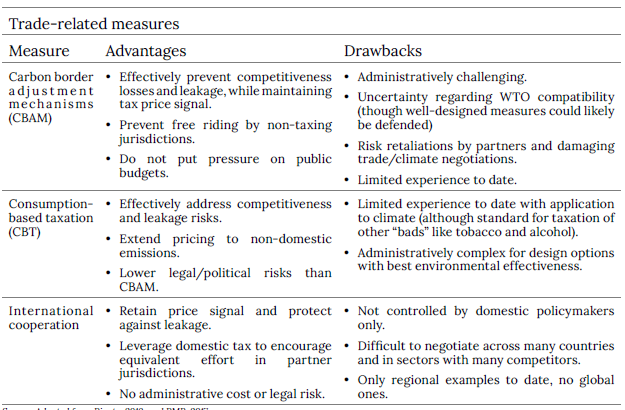 Trade-related measures
Measure
Advantages
Drawbacks
Carbon border
adjustment
mechanisms
(CBAM)
• Effectively prevent competitiveness
losses and leakage, while maintaining
tax price signal.
• Prevent free riding by non-taxing
jurisdictions.
• Do not put pressure on public
budgets.
• Administratively challenging.
• Uncertainty regarding WTO compatibility
(though well-designed measures could likely
be defended)
• Risk retaliations by partners and damaging
trade/climate negotiations.
• Limited experience to date.
Consumption-
based taxation
(CBT)
• Effectively address competitiveness
and leakage risks.
• Extend pricing to non-domestic
emissions.
• Lower legal/political risks than
CBAM.
• Limited experience to date with application
to climate (although standard for taxation of
other “bads” like tobacco and alcohol).
• Administratively complex for design options
with best environmental effectiveness.
International
cooperation
• Retain price signal and protect
against leakage.
• Leverage domestic tax to encourage
equivalent effort in partner
jurisdictions.
• No administrative cost or legal risk.
• Not controlled by domestic policymakers
only.
• Difficult to negotiate across many countries
and in sectors with many competitors.
• Only regional examples to date, no global
ones.